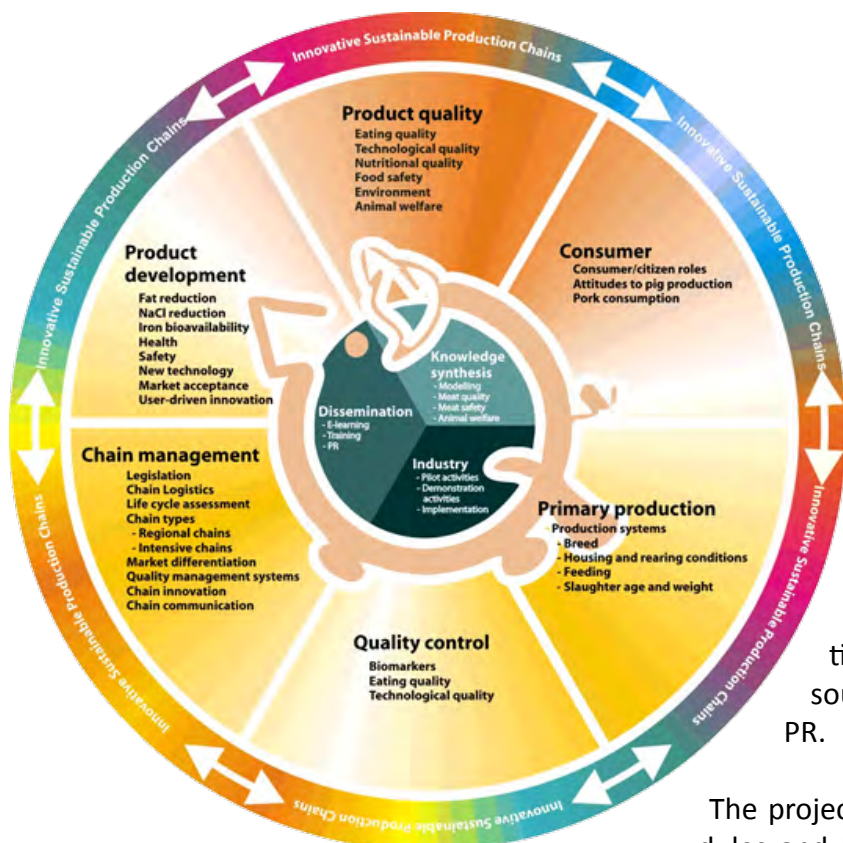 Innovative Sustainable Production Chains
Innovative Sustainable Production Chains
Innovative Sustainable Production Chains
Innovative Sustainable Production Chains
Innovative Sustainable Production Chains
Innovative Sustainable Production Chains
Innovative Sustainable Production Chains
Product quality
Eating quality
Technological quality
Nutritional quality
Food safety
Environment
Animal welfare
Consumer
Consumer/citizen roles
Attitudes to pig production
Pork consumption
Primary production
Production systems
- Breed
- Housing and rearing conditions
- Feeding
- Slaughter age and weight
Quality control
Biomarkers
Eating quality
Technological quality
Chain management
Legislation
Chain Logistics
Life cycle assessment
Chain types
- Regional chains
- Intensive chains
Market differentiation
Quality management systems
Chain innovation
Chain communication
Product
development
Fat reduction
NaCl reduction
Iron bioavailability
Health
Safety
New technology
Market acceptance
User-driven innovation
Knowledge
synthesis
- Modelling
- Meat quality
- Meat safety
- Animal welfare
Dissemination
- E-learning
- Training
- PR
Industry
- Pilot activities
- Demonstration
activities
- Implementation
PR.
The projec